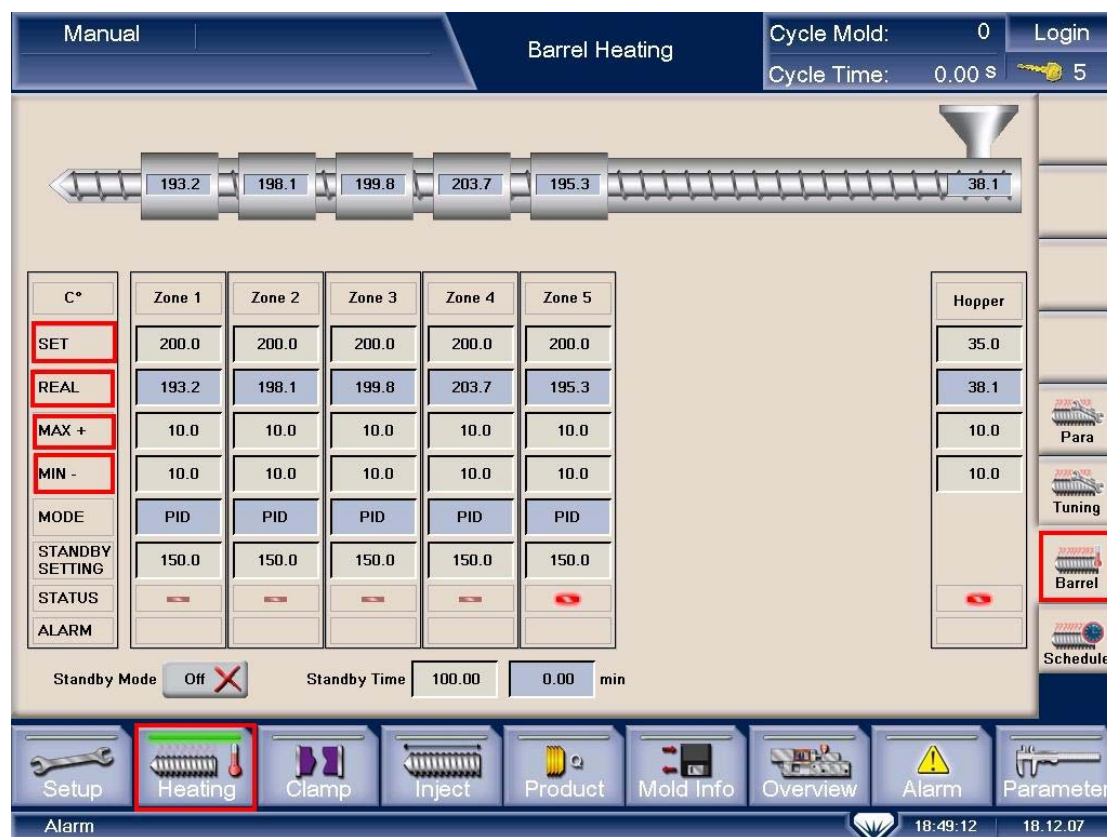 Manual
Barrel Heating
Cycle Mold: 0
Login
Cycle Time: 0.00 S
5
193.2 198.1 199.8 203.7 195.3 38.1
C° Zone 1 Zone 2 Zone 3 Zone 4 Zone 5 Hopper
SET 200.0 200.0 200.0 200.0 200.0 35.0
REAL 193.2 198.1 199.8 203.7 195.3 38.1
MAX + 10.0 10.0 10.0 10.0 10.0 10.0
MIN - 10.0 10.0 10.0 10.0 10.0 10.0
MODE PID PID PID PID PID
STANDBY
SETTING 150.0 150.0 150.0 150.0 150.0
STATUS
ALARM
Para
Tuning
Barrel
Schedule
Standby Mode Off Standby Time 100.00 0.00 min
Setup Heating Clamp Inject Product Mold Info Overview Alarm Parameter
Alarm 18:49:12 18.12.07